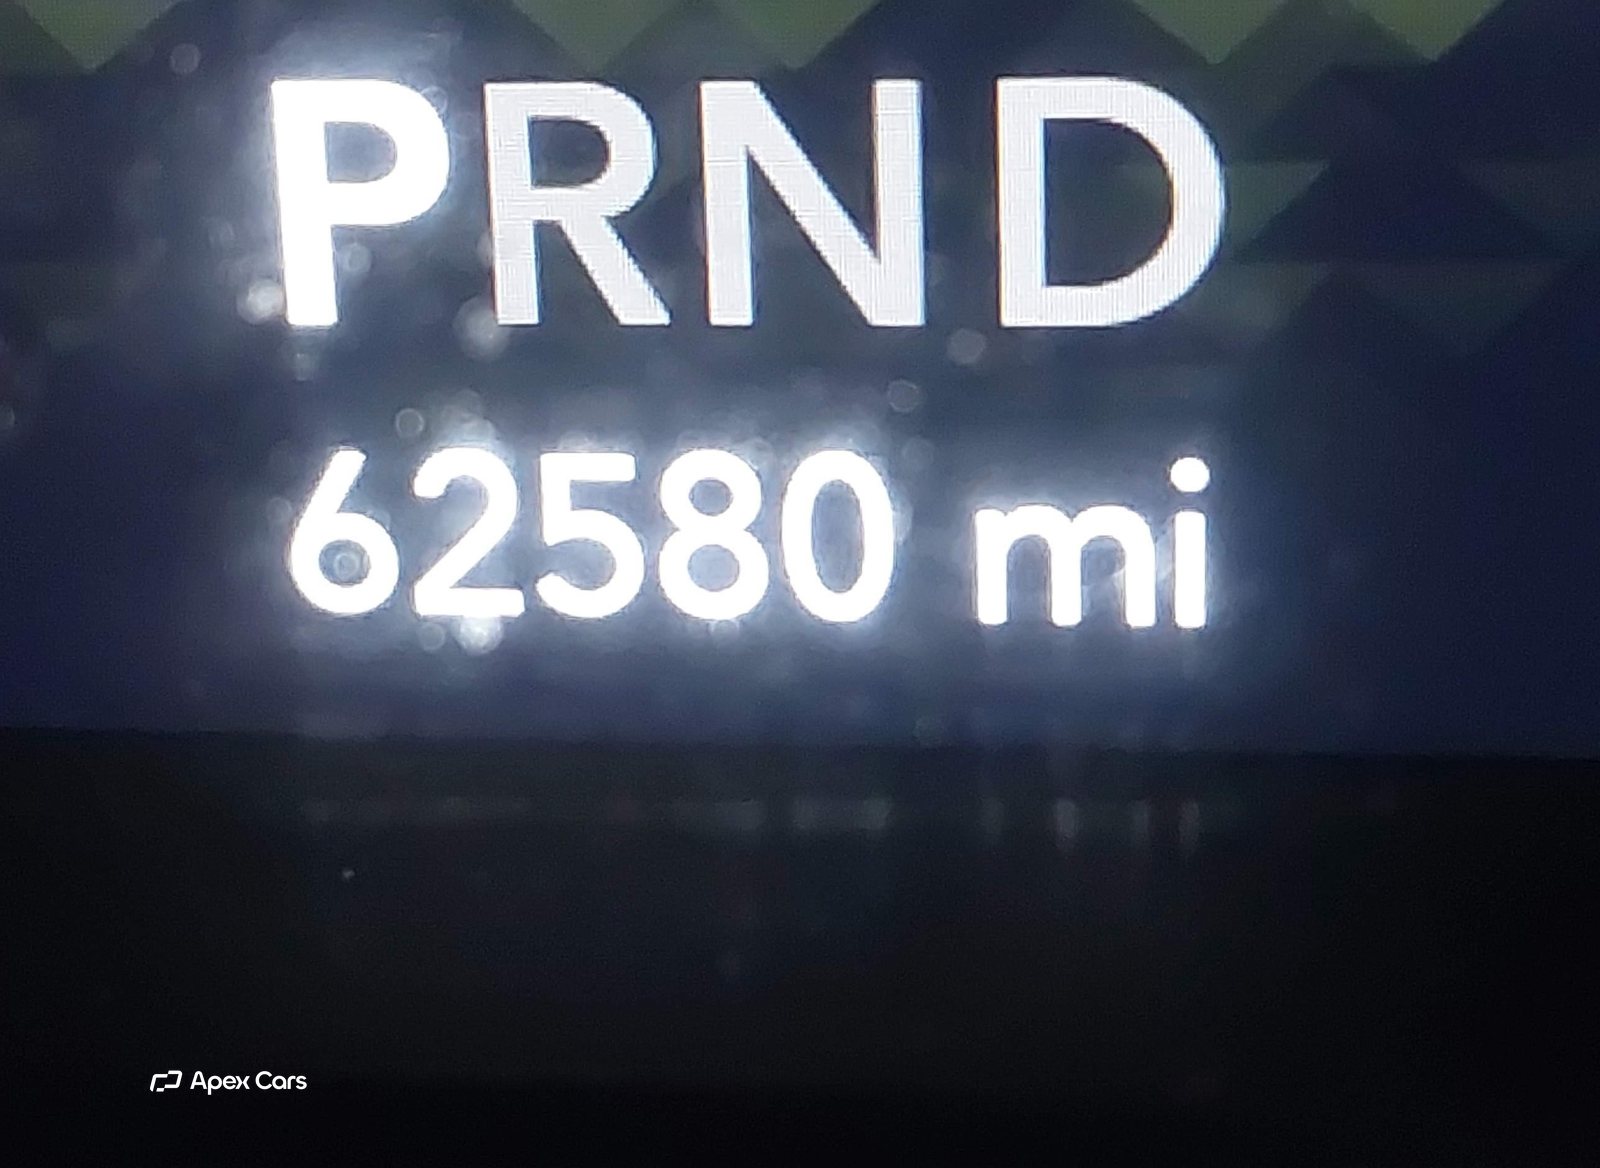 PRND
62580 mi
Apex Cars